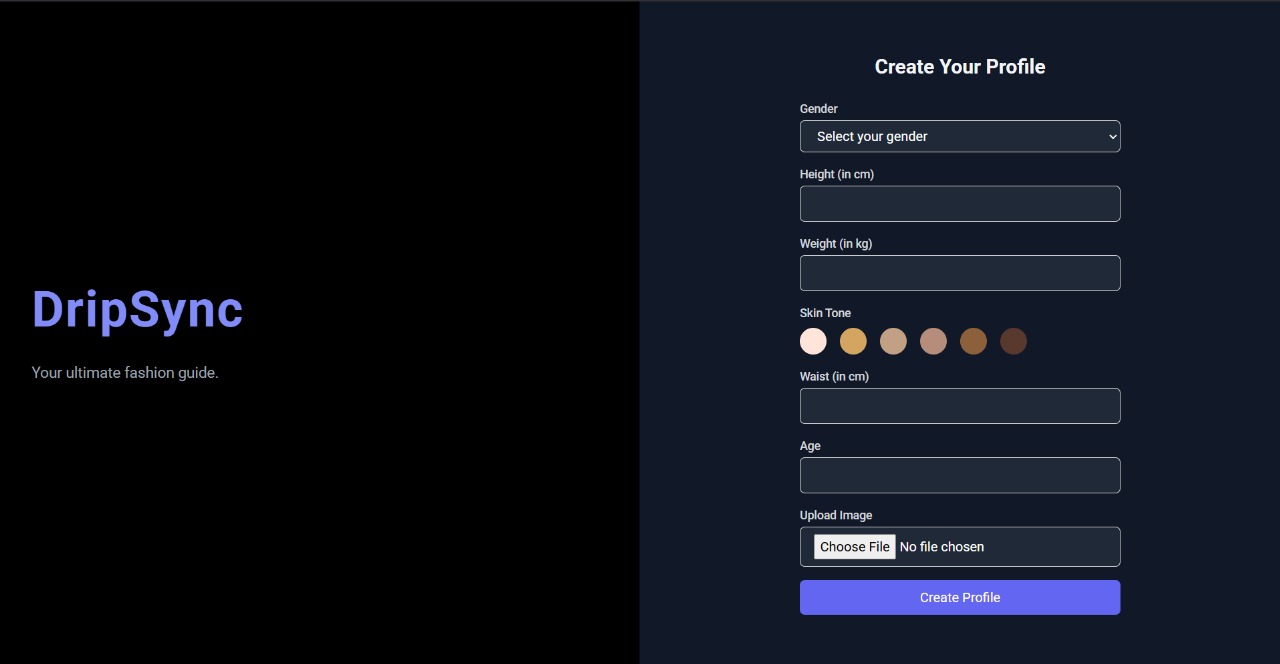 DripSync
Your ultimate fashion guide.
Create Your Profile
Gender
Select your gender
Height (in cm)
Weight (in kg)
Skin Tone
Waist (in cm)
Age
Upload Image
Choose File No file chosen
Create Profile